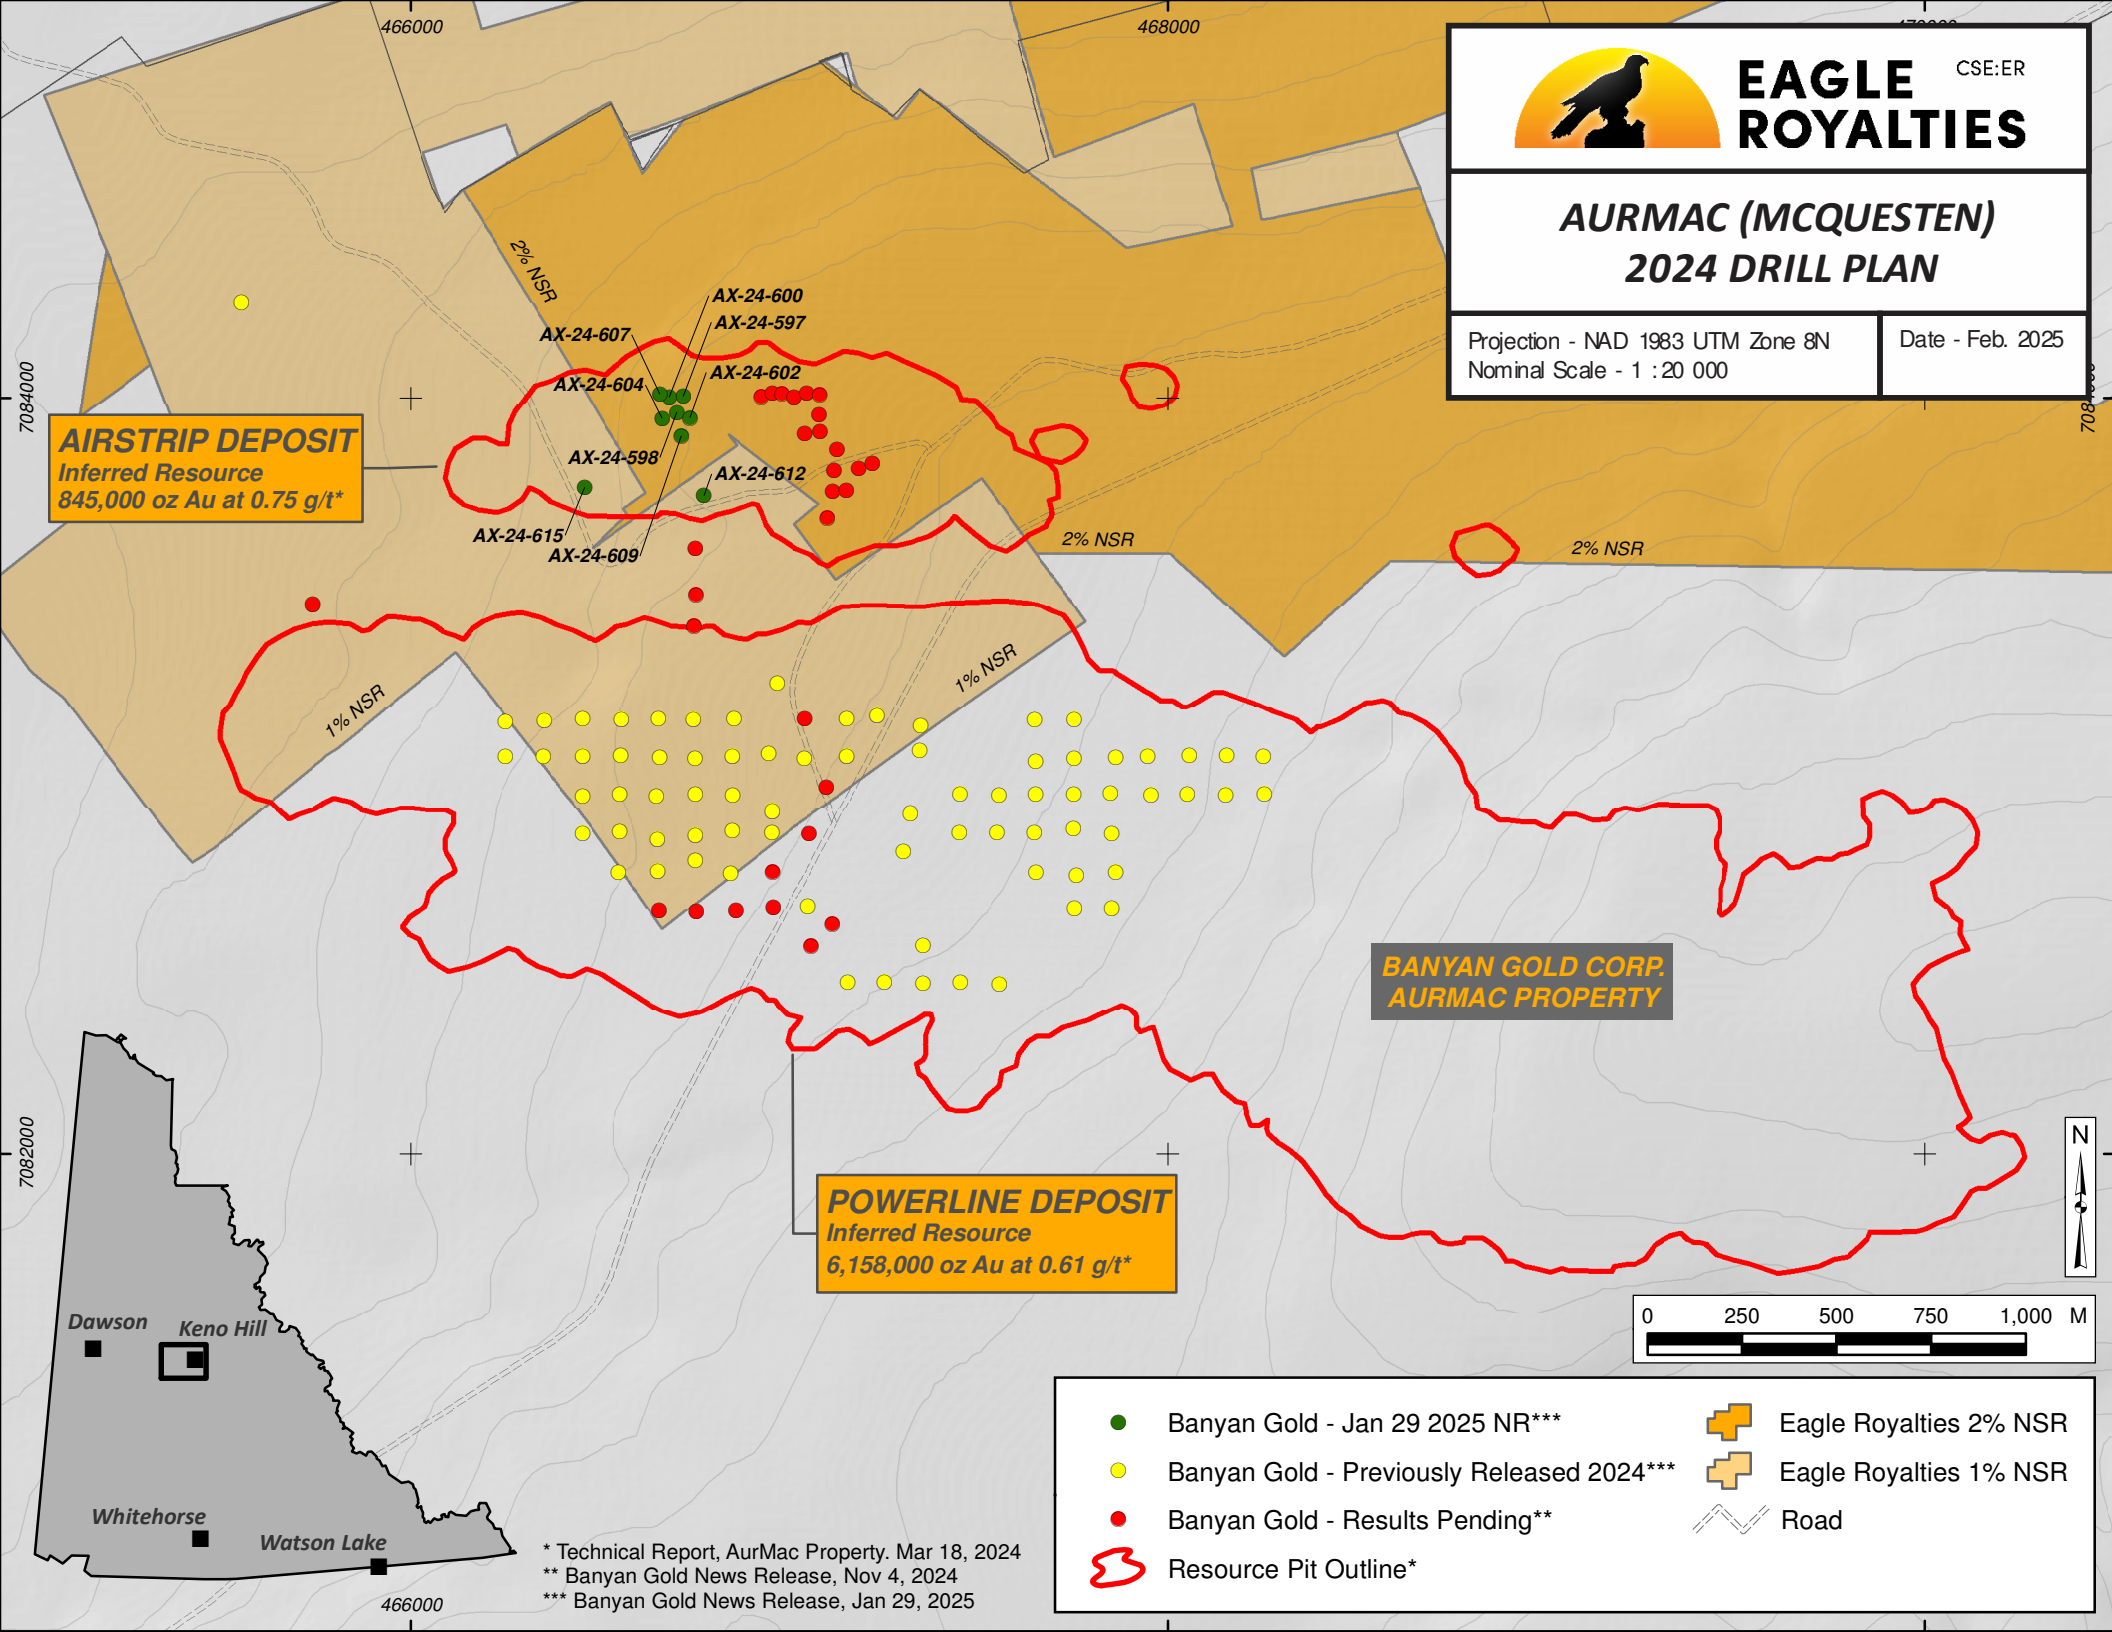 466000
468000
EAGLE
ROYALTIES
CSE:ER
AURMAC (MCQUESTEN)
2024 DRILL PLAN
Projection - NAD 1983 UTM Zone 8N
Nominal Scale - 1 : 20 000
Date - Feb. 2025
2% NSR
AX-24-600
AX-24-597
AX-24-607
AX-24-602
AX-24-604
7084000
AIRSTRIP DEPOSIT
Inferred Resource
845,000 oz Au at 0.75 g/t*
AX-24-598
AX-24-612
AX-24-615
AX-24-609
2% NSR
2% NSR
1% NSR
1% NSR
BANYAN GOLD CORP.
AURMAC PROPERTY
7082000
POWERLINE DEPOSIT
Inferred Resource
6,158,000 oz Au at 0.61 g/t*
N
0 250 500 750 1,000 M
Dawson
Keno Hill
Whitehorse
Watson Lake
Banyan Gold - Jan 29 2025 NR***
Banyan Gold - Previously Released 2024***
Banyan Gold - Results Pending**
Resource Pit Outline*
Eagle Royalties 2% NSR
Eagle Royalties 1% NSR
Road
* Technical Report, AurMac Property. Mar 18, 2024
** Banyan Gold News Release, Nov 4, 2024
*** Banyan Gold News Release, Jan 29, 2025
466000